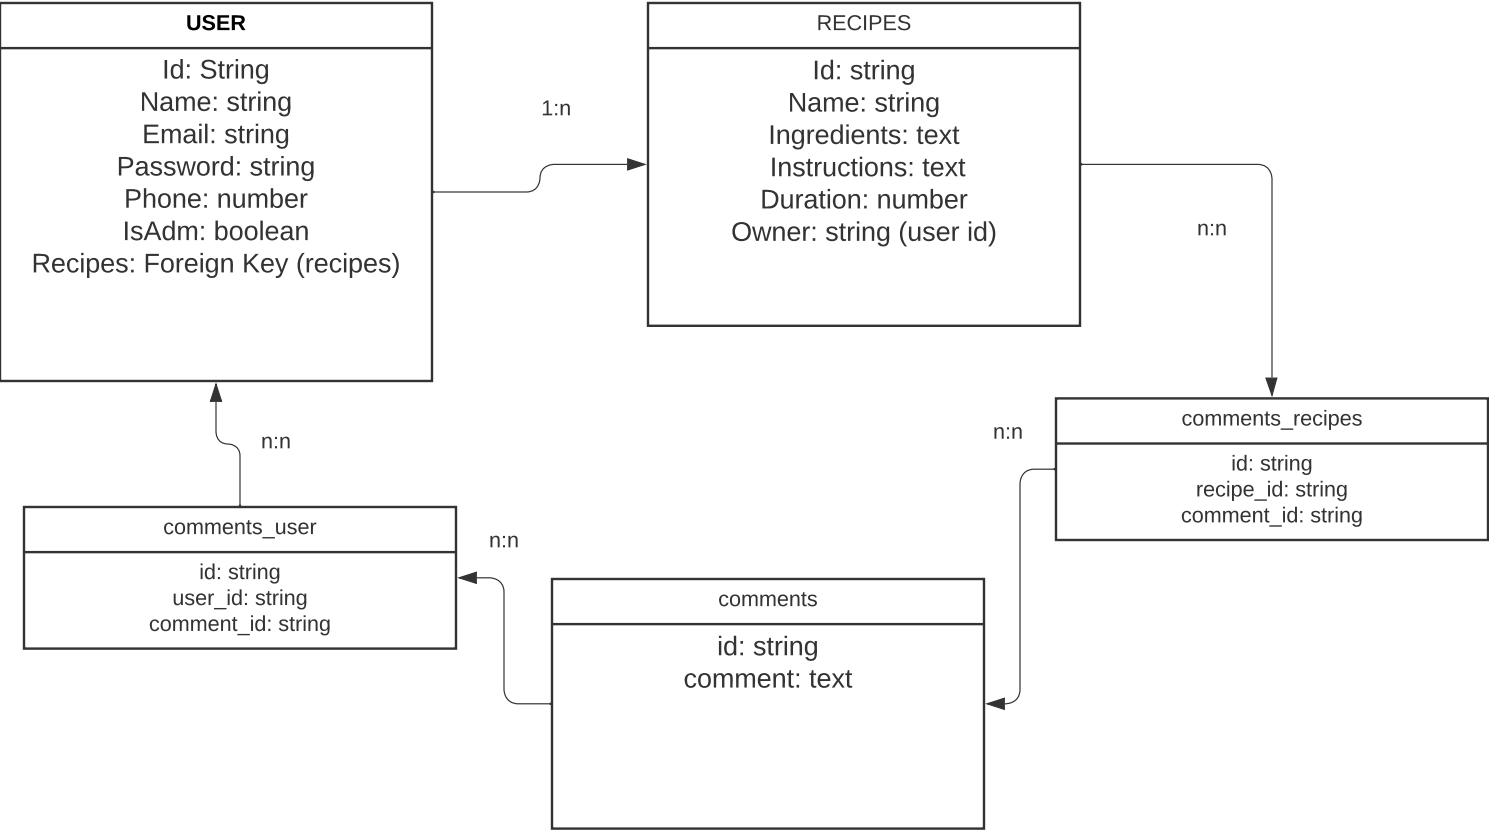 USER
Id: String
Name: string
Email: string
Password: string
Phone: number
IsAdm: boolean
Recipes: Foreign Key (recipes)
1:n
RECIPES
Id: string
Name: string
Ingredients: text
Instructions: text
Duration: number
Owner: string (user id)
n:n
comments_recipes
id: string
recipe_id: string
comment_id: string
n:n
n:n
comments_user
id: string
user_id: string
comment_id: string
n:n
comments
id: string
comment: text